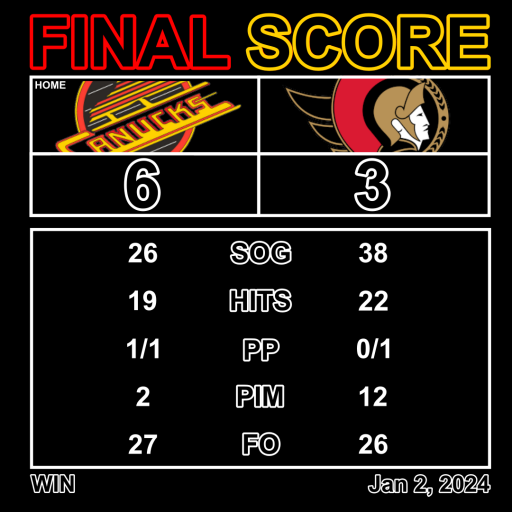 FINAL SCORE
HOME
CANUCKS
6 3
26 SOG 38
19 HITS 22
1/1 PP 0/1
2 PIM 12
27 FO 26
WIN Jan 2, 2024